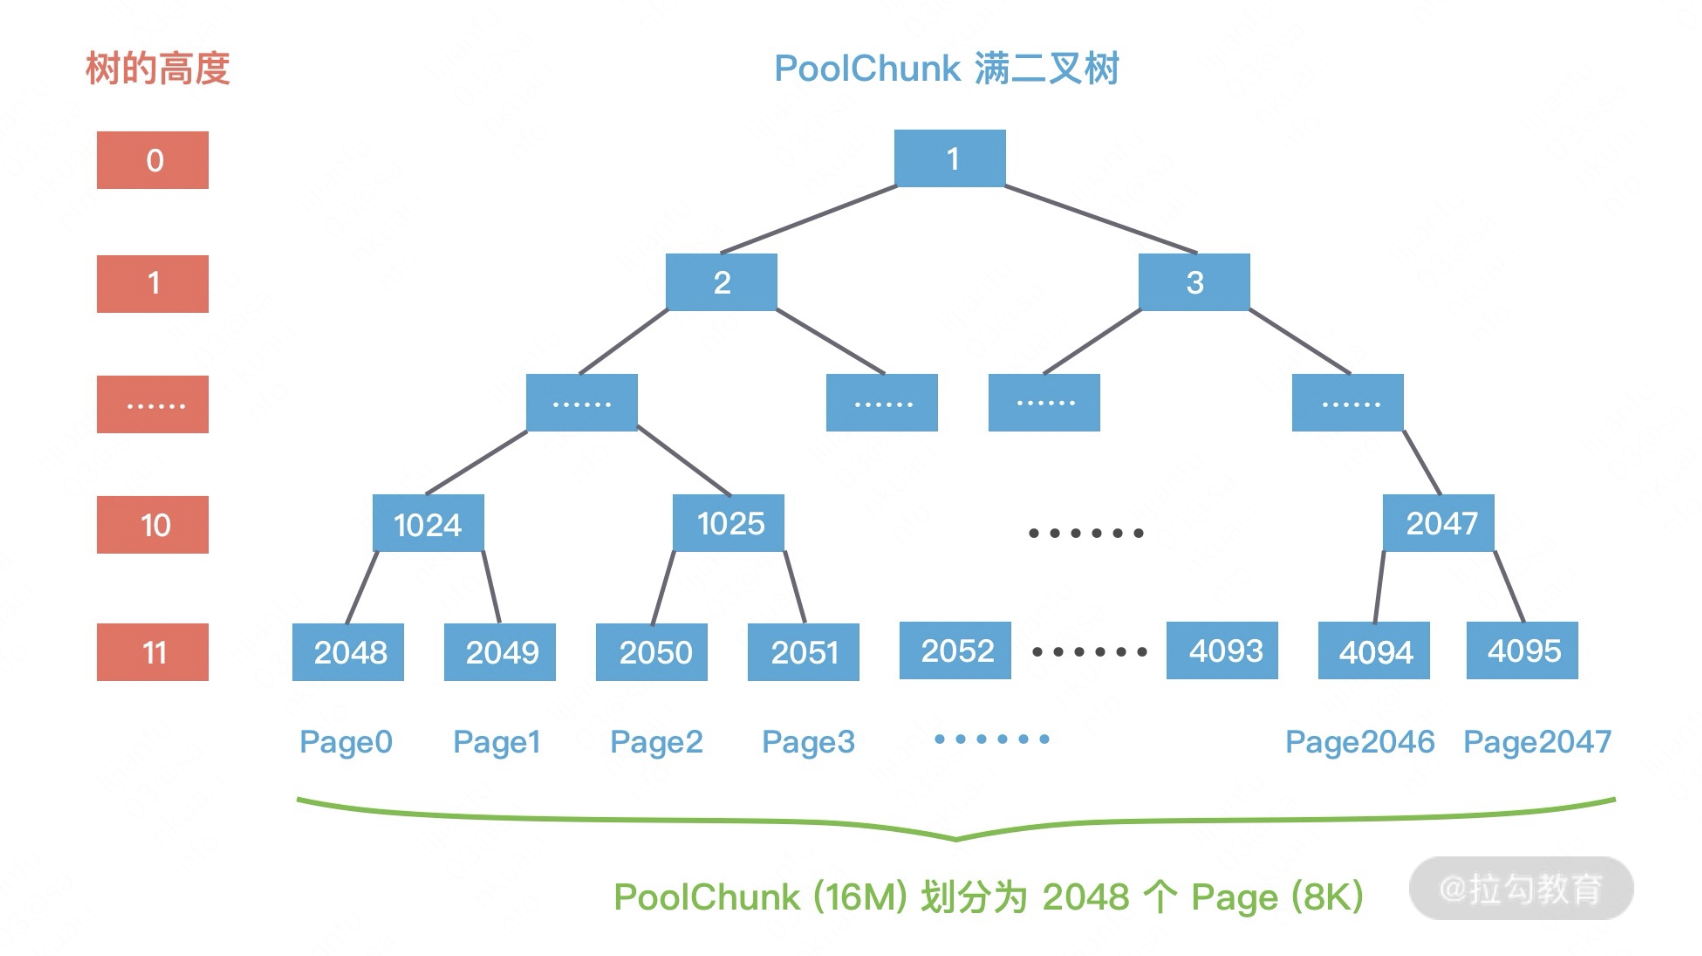 树的高度
PoolChunk 满二叉树
0
1
1
2
3
……
……
……
……
……
10
1024
1025
……
2047
11
2048
2049
2050
2051
2052
……
4093
4094
4095
Page0
Page1
Page2
Page3
……
Page2046
Page2047
PoolChunk (16M) 划分为 2048 个 Page (8K)
@拉勾教育